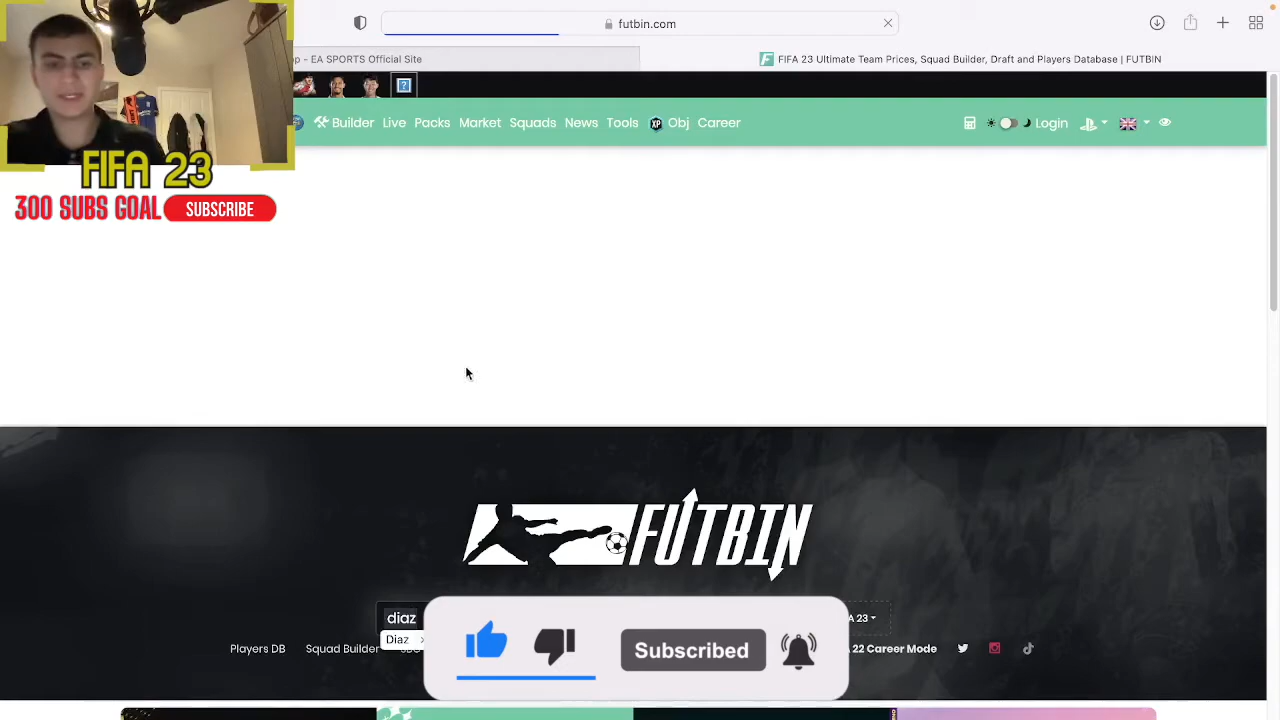 futbin.com
p - EA SPORTS Official Site
FIFA 23 Ultimate Team Prices, Squad Builder, Draft and Players Database | FUTBIN
Builder Live Packs Market Squads News Tools XP Obj Career Login
FIFA 23
300 SUBS GOAL SUBSCRIBE
FUTBIN
diaz
A 23
Diaz
Players DB Squad Builder A 22 Career Mode
Subscribed